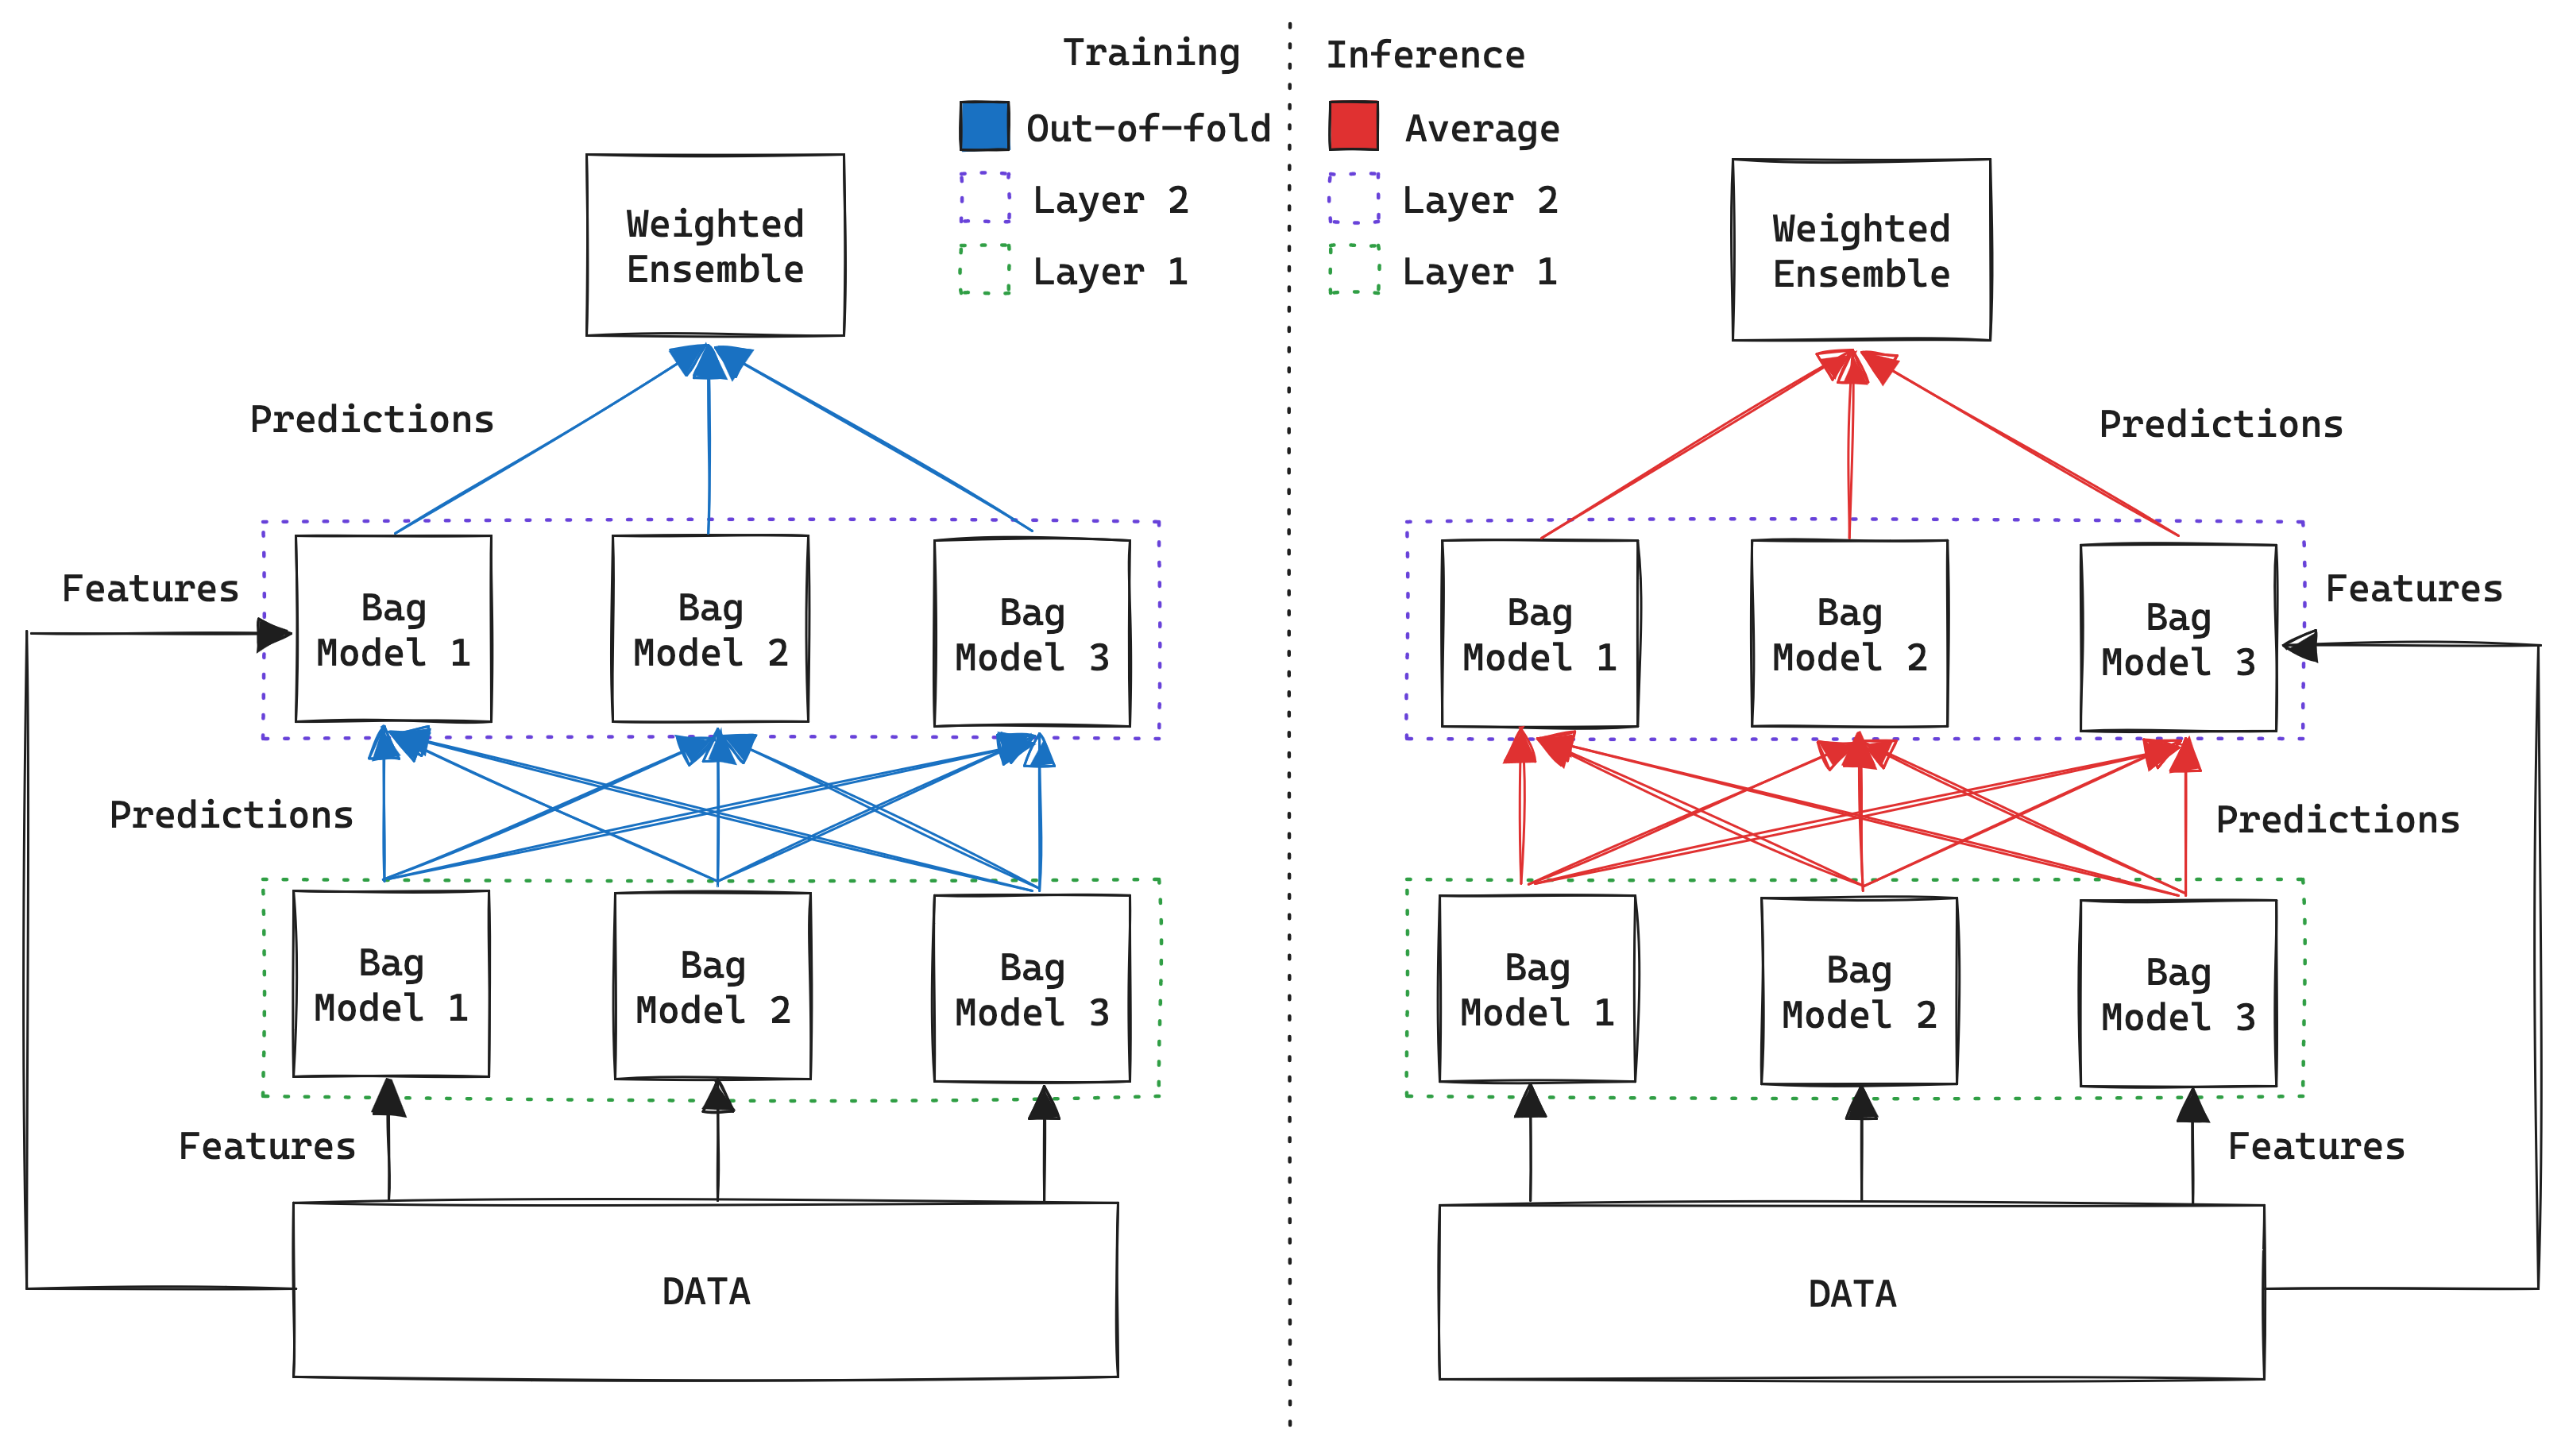 Training
Out-of-fold
Layer 2
Layer 1
Weighted
Ensemble
Predictions
Features
Bag
Model 1
Bag
Model 2
Bag
Model 3
Predictions
Bag
Model 1
Bag
Model 2
Bag
Model 3
Features
DATA
Inference
Average
Layer 2
Layer 1
Weighted
Ensemble
Predictions
Bag
Model 1
Bag
Model 2
Bag
Model 3
Features
Predictions
Bag
Model 1
Bag
Model 2
Bag
Model 3
Features
DATA